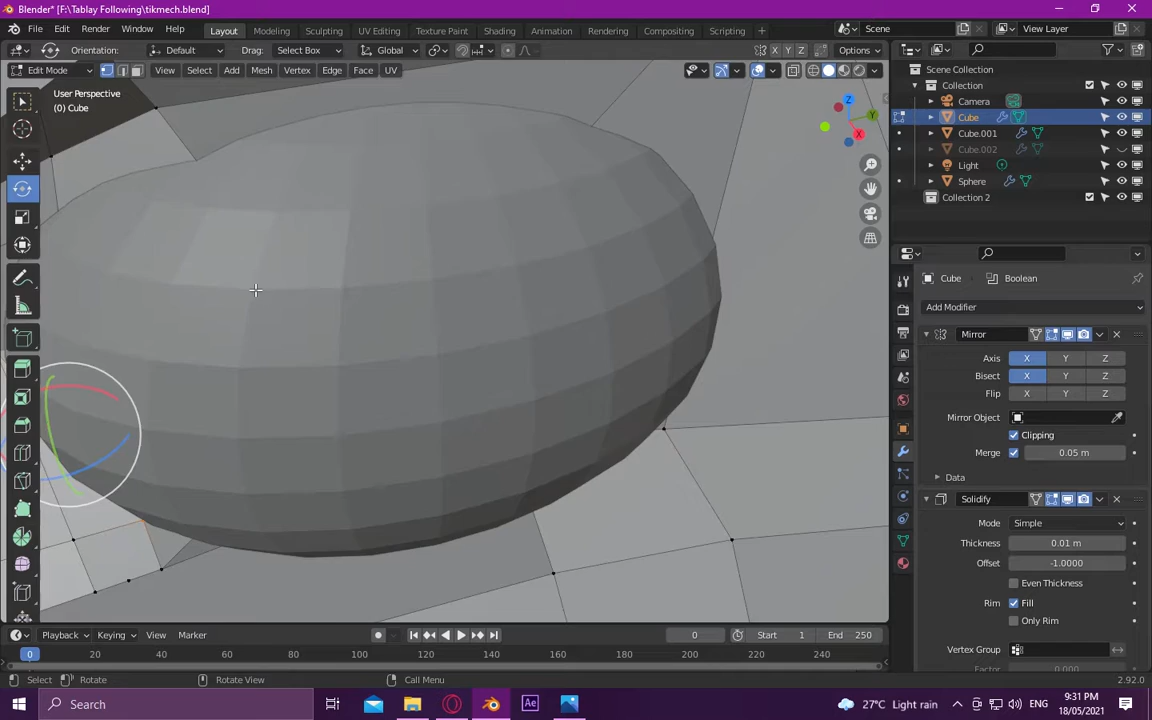 Blender* [F:\Tablay Following\tikmech.blend]
File Edit Render Window Help Layout Modeling Sculpting UV Editing Texture Paint Shading Animation Rendering Compositing Scripting + Scene View Layer
Orientation: Default Drag: Select Box Global X Y Z Options
Edit Mode View Select Add Mesh Vertex Edge Face UV
User Perspective
(0) Cube
Z
Y
X
Scene Collection
Collection
Camera
Cube
Cube.001
Cube.002
Light
Sphere
Collection 2
Cube Boolean
Add Modifier
Mirror
Axis X Y Z
Bisect X Y Z
Flip X Y Z
Mirror Object
Clipping
Merge 0.05 m
Data
Solidify
Mode Simple
Thickness 0.01 m
Offset -1.0000
Even Thickness
Rim Fill
Only Rim
Vertex Group
Factor 0.000
Playback Keying View Marker 0 Start 1 End 250
0 20 40 60 80 100 120 140 160 180 200 220 240
Select Rotate Rotate View Call Menu 2.92.0
Search Ae 27°C Light rain 9:31 PM
18/05/2021